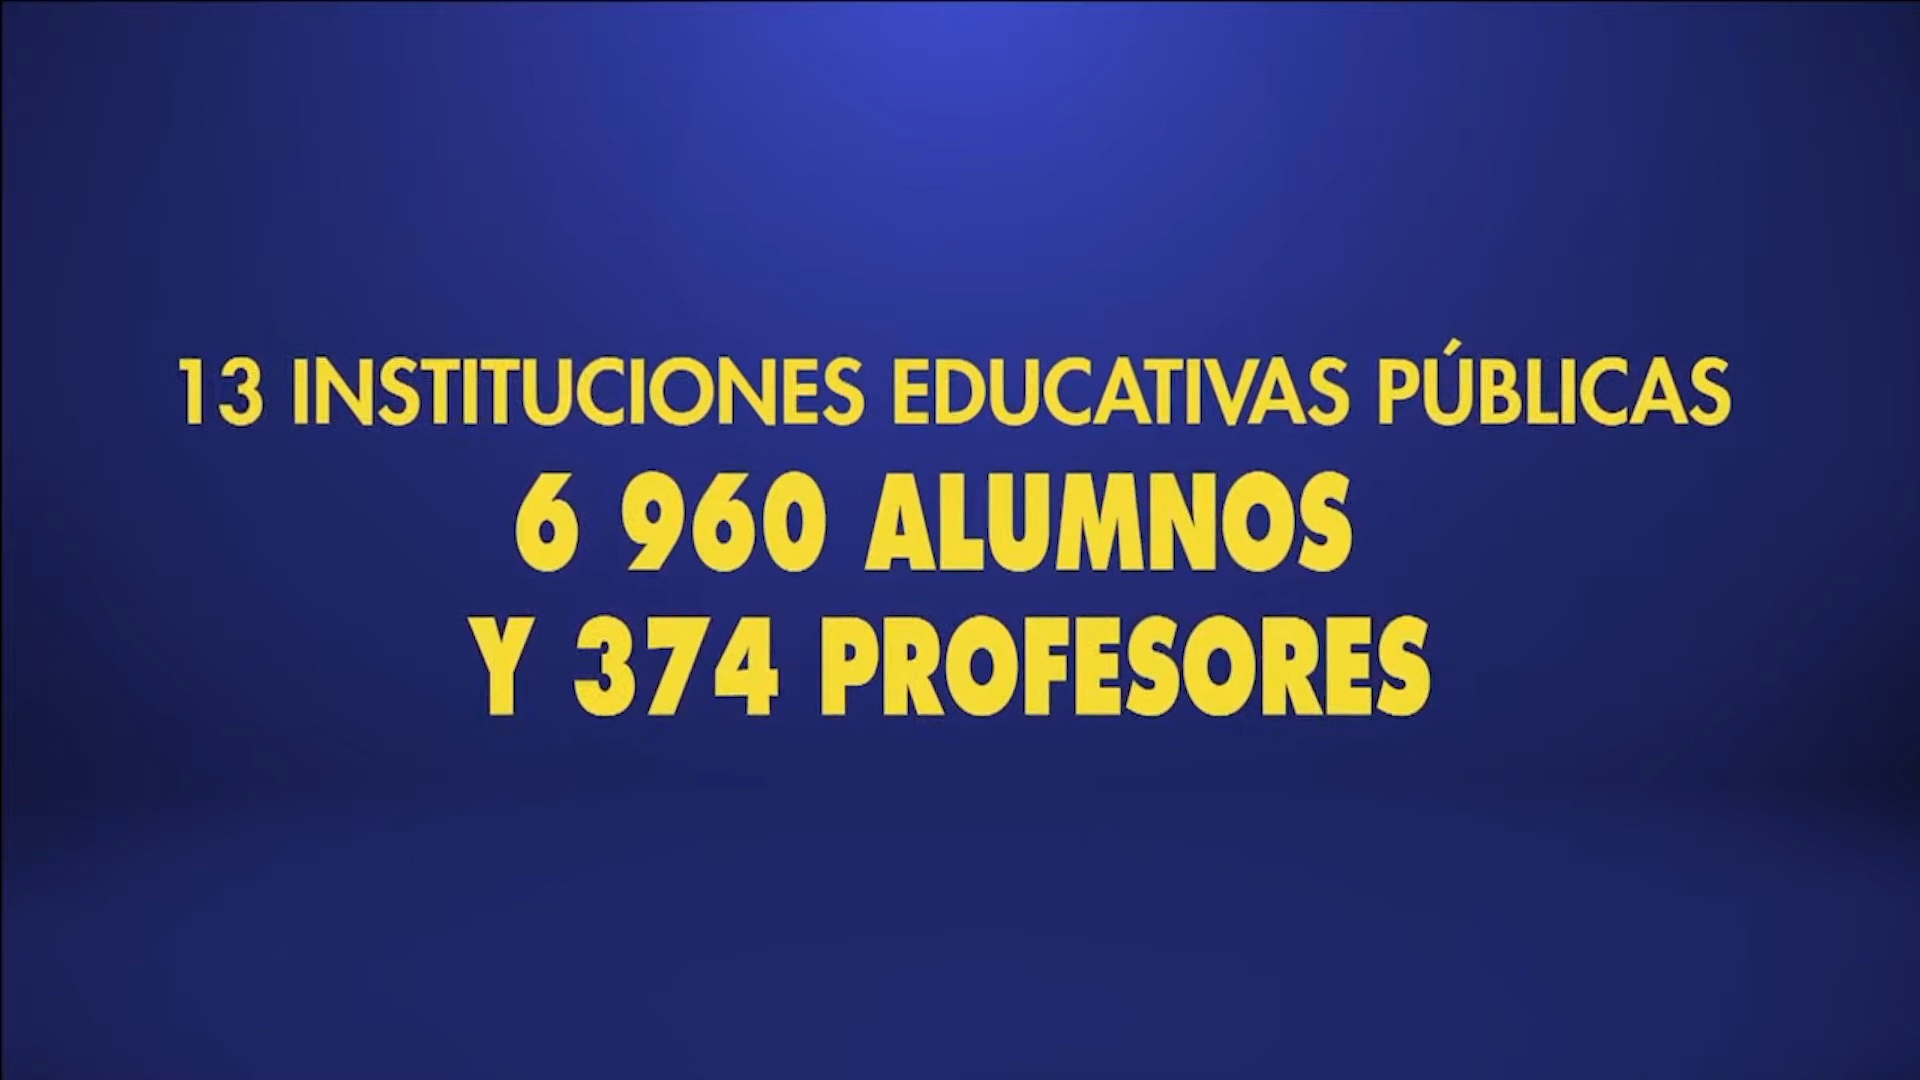 13 INSTITUCIONES EDUCATIVAS PÚBLICAS
6 960 ALUMNOS
Y 374 PROFESORES